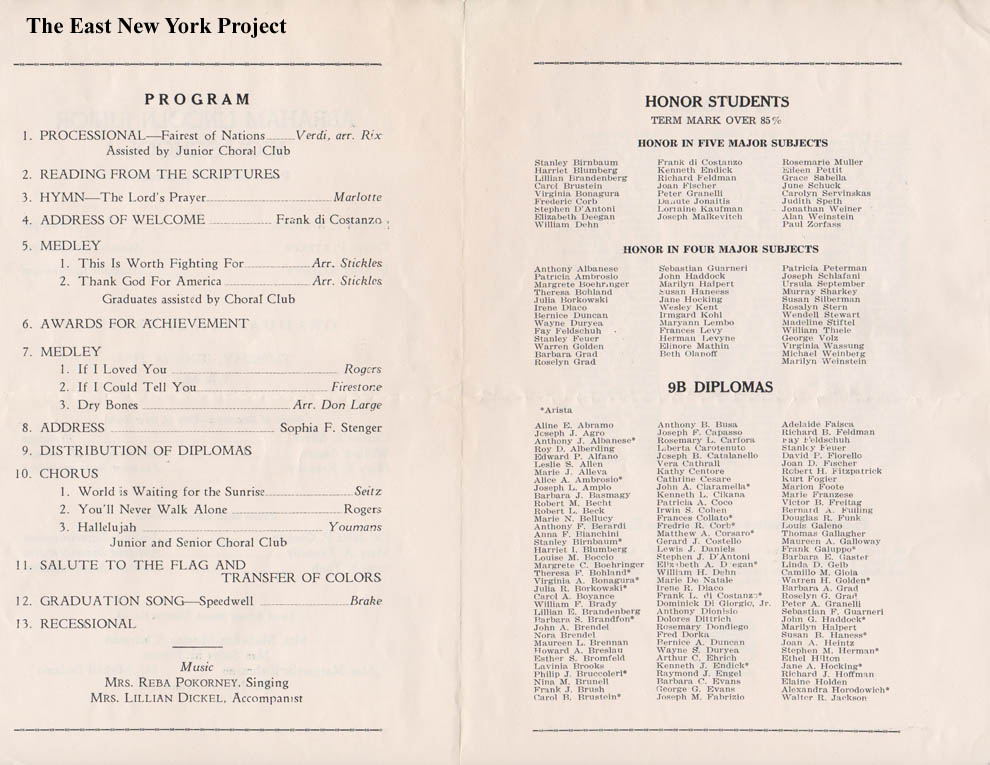 The East New York Project
PROGRAM
1. PROCESSIONAL—Fairest of Nations Verdi, arr. Rix
Assisted by Junior Choral Club
2. READING FROM THE SCRIPTURES
3. HYMN—The Lord's Prayer Marlotte
4. ADDRESS OF WELCOME Frank di Costanzo
5. MEDLEY
1. This Is Worth Fighting For Arr. Stickles
2. Thank God For America Arr. Stickles
Graduates assisted by Choral Club
6. AWARDS FOR ACHIEVEMENT
7. MEDLEY
1. If I Loved You Rogers
2. If I Could Tell You Firestone
3. Dry Bones Arr. Don Large
8. ADDRESS Sophia F. Stenger
9. DISTRIBUTION OF DIPLOMAS
10. CHORUS
1. World is Waiting for the Sunrise Seitz
2. You'll Never Walk Alone Rogers
3. Hallelujah Youmans
Junior and Senior Choral Club
11. SALUTE TO THE FLAG AND
TRANSFER OF COLORS
12. GRADUATION SONG—Speedwell Brake
13. RECESSIONAL
Music
MRS. REBA POKORNEY, Singing
MRS. LILLIAN DICKEL, Accompanist
HONOR STUDENTS
TERM MARK OVER 85%
HONOR IN FIVE MAJOR SUBJECTS
Stanley Birnbaum
Harriet Blumberg
Lillian Brandenberg
Carol Brustein
Virginia Bonagura
Frederic Corb
Stephen D'Antoni
Elizabeth Deegan
William Dehn
Frank di Costanzo
Kenneth Endick
Richard Feldman
Joan Fischer
Peter Granelli
Danute Jonaitis
Lorraine Kaufman
Joseph Malkevitch
Rosemarie Muller
Eileen Pettit
Grace Sabella
June Schuck
Carolyn Servinskas
Judith Speth
Jonathan Weiner
Alan Weinstein
Paul Zorfass
HONOR IN FOUR MAJOR SUBJECTS
Anthony Albanese
Patricia Ambrosio
Margrete Boehringer
Theresa Bohland
Julia Borkowski
Irene Diaco
Bernice Duncan
Wayne Duryea
Fay Feldschuh
Stanley Feuer
Warren Golden
Barbara Grad
Roselyn Grad
Sebastian Guarneri
John Haddock
Marilyn Halpert
Susan Haneess
Jane Hocking
Wesley Kent
Irmgard Kohl
Maryann Lembo
Frances Levy
Herman Levyne
Elinore Mathin
Beth Olanoff
Patricia Peterman
Joseph Schlafani
Ursula September
Murray Sharkey
Susan Silberman
Rosalyn Stern
Wendell Stewart
Madeline Stiftel
William Thiele
George Volz
Virginia Wassung
Michael Weinberg
Marilyn Weinstein
9B DIPLOMAS
*Arista
Aline E. Abramo
Joseph J. Agro
Anthony J. Albanese*
Roy D. Alberding
Edward P. Alfano
Leslie S. Allen
Marie J. Alleva
Alice A. Ambrosio*
Joseph L. Amplo
Barbara J. Basmagy
Robert M. Becht
Robert L. Beck
Marie N. Bellucy
Anthony F. Berardi
Anna F. Bianchini
Stanley Birnbaum*
Harriet I. Blumberg
Louise M. Boccio
Margrete C. Boehringer
Theresa F. Bohland*
Virginia A. Bonagura*
Julia R. Borkowski*
Carol A. Boyance
William F. Brady
Lillian E. Brandenberg
Barbara S. Brandfon*
John A. Brendel
Nora Brendel
Maureen L. Brennan
Howard A. Breslau
Esther S. Bromfeld
Lavinia Brooks
Philip J. Bruccoleri*
Nina M. Brunell
Frank J. Brush
Carol B. Brustein*
Anthony B. Busa
Joseph F. Capasso
Rosemary L. Carfora
Liberta Carotenuto
Joseph B. Catalanello
Vera Cathrall
Kathy Centore
Cathrine Cesare
John A. Ciaramella*
Kenneth L. Cikana
Patricia A. Coco
Irwin S. Cohen
Frances Collato*
Fredric R. Corb*
Matthew A. Corsaro*
Gerard J. Costello
Lewis J. Daniels
Stephen J. D'Antoni
Elizabeth A. Deegan*
William H. Dehn
Marie De Natale
Irene R. Diaco
Frank L. di Costanzo*
Dominick Di Giorgio, Jr.
Anthony Dionisio
Dolores Dittrich
Rosemary Dondiego
Fred Dorka
Bernice A. Duncan
Wayne S. Duryea
Arthur C. Ehrich
Kenneth J. Endick*
Raymond J. Engel
Barbara C. Evans
George G. Evans
Joseph M. Fabrizio
Adelaide Faisca
Richard B. Feldman
Fay Feldschuh
Stanley Feuer
David P. Fiorello
Joan D. Fischer
Robert H. Fitzpatrick
Kurt Fogier
Marion Foote
Marie Franzese
Victor B. Freitag
Bernard A. Fuiling
Douglas R. Funk
Louis Galeno
Thomas Gallagher
Maureen A. Galloway
Frank Galuppo*
Barbara E. Gaster
Linda D. Geib
Camillo M. Gioia
Warren H. Golden*
Barbara A. Grad
Roselyn G. Grad
Peter A. Granelli
Sebastian F. Guarneri
John G. Haddock*
Marilyn Halpert
Susan B. Haness*
Joan A. Heintz
Stephen M. Herman*
Ethel Hilton
Jane A. Hocking*
Richard J. Hoffman
Elaine Holden
Alexandra Horodowich*
Walter R. Jackson